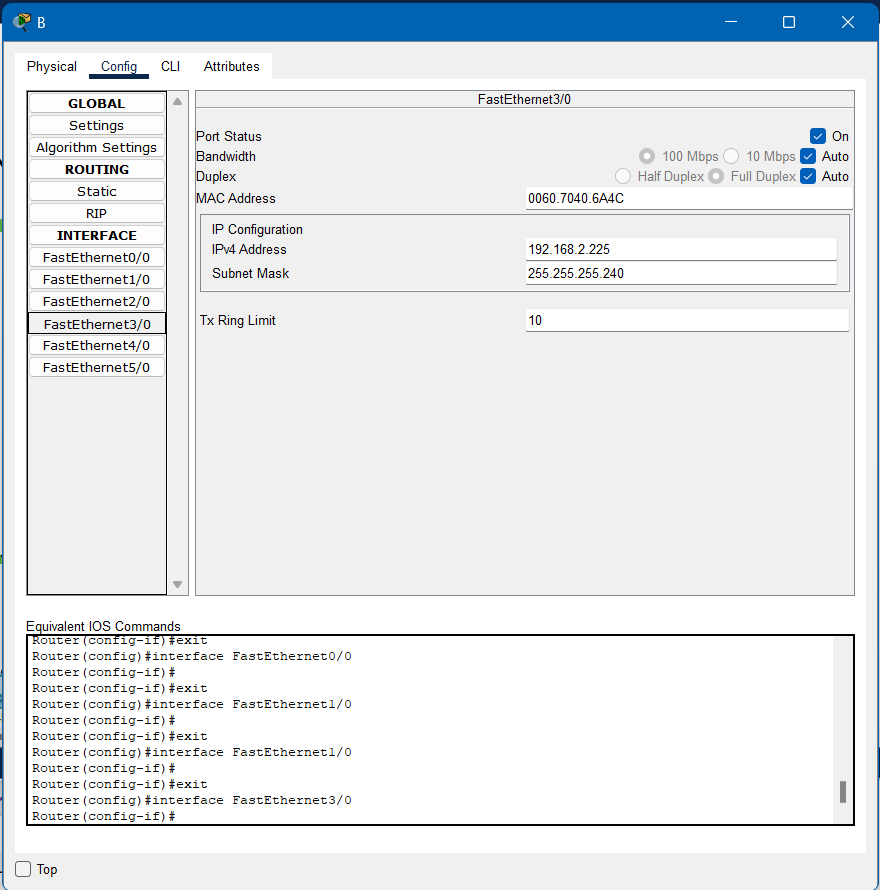 B
Physical Config CLI Attributes
GLOBAL
Settings
Algorithm Settings
ROUTING
Static
RIP
INTERFACE
FastEthernet0/0
FastEthernet1/0
FastEthernet2/0
FastEthernet3/0
FastEthernet4/0
FastEthernet5/0
FastEthernet3/0
Port Status On
Bandwidth 100 Mbps 10 Mbps Auto
Duplex Half Duplex Full Duplex Auto
MAC Address 0060.7040.6A4C
IP Configuration
IPv4 Address 192.168.2.225
Subnet Mask 255.255.255.240
Tx Ring Limit 10
Equivalent IOS Commands
Router(config-if)#exit
Router(config)#interface FastEthernet0/0
Router(config-if)#
Router(config-if)#exit
Router(config)#interface FastEthernet1/0
Router(config-if)#
Router(config-if)#exit
Router(config)#interface FastEthernet1/0
Router(config-if)#
Router(config-if)#exit
Router(config)#interface FastEthernet3/0
Router(config-if)#
Top